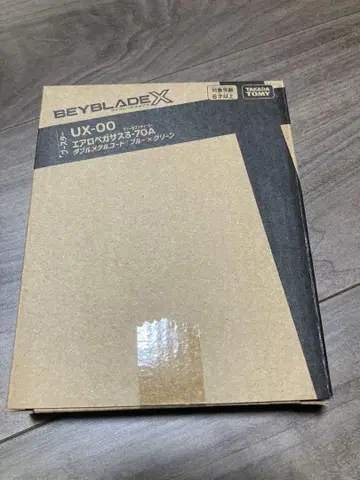 BEYBLADE X
ブースター
UX-00
エアロペガサス3-70A
ダブルメタルコート:ブルー×グリーン
対象年齢
6才以上
TAKARA
TOMY